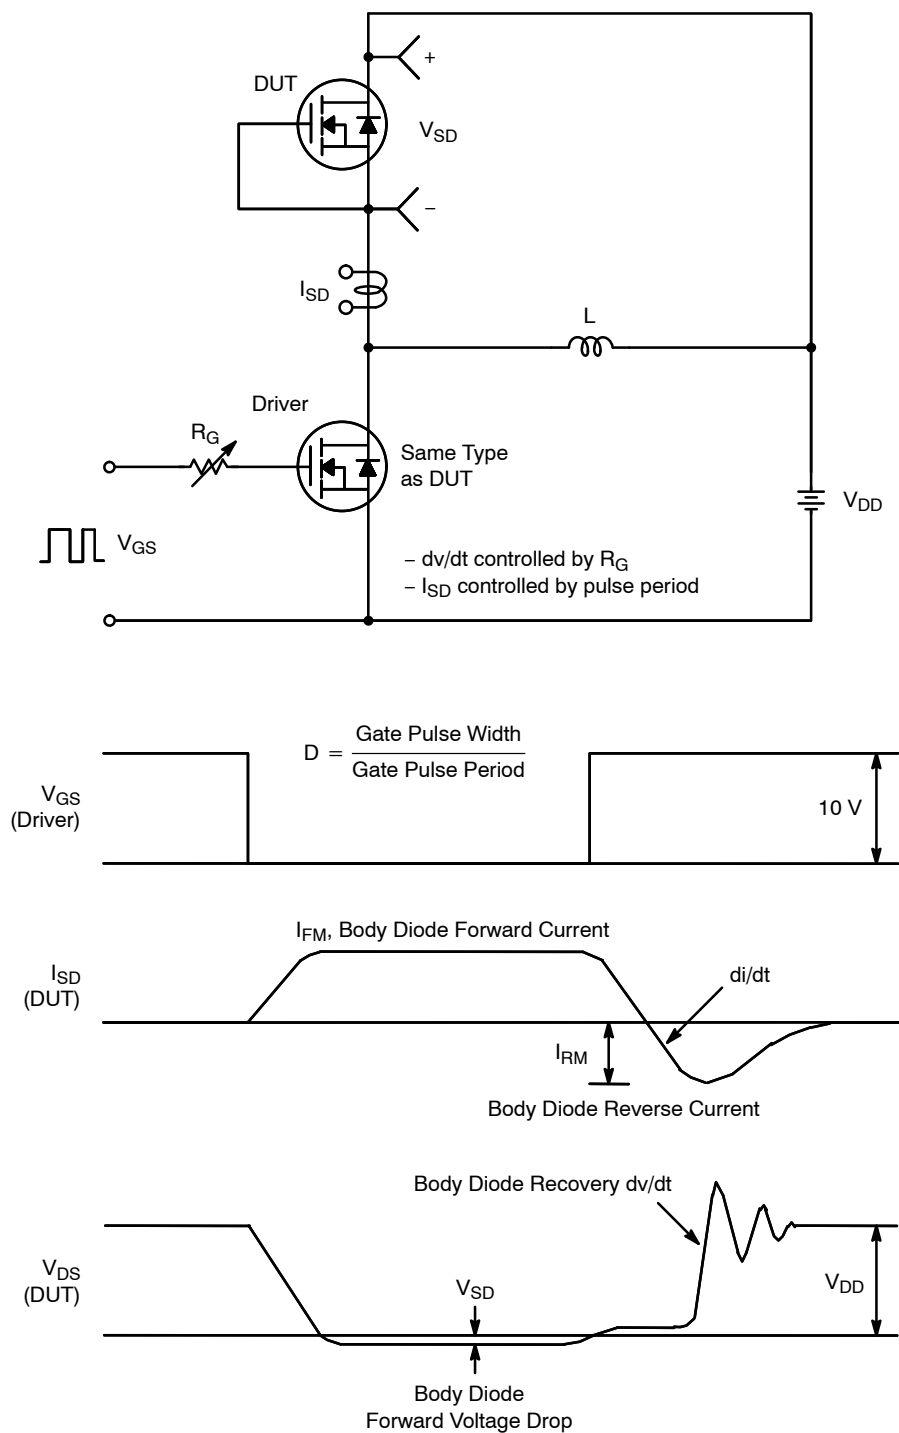 +
DUT
V_SD
−
I_SD
L
Driver
R_G
Same Type
as DUT
V_DD
V_GS
− dv/dt controlled by R_G
− I_SD controlled by pulse period
D = Gate Pulse Width
Gate Pulse Period
V_GS
(Driver)
10 V
I_FM, Body Diode Forward Current
I_SD
(DUT)
di/dt
I_RM
Body Diode Reverse Current
Body Diode Recovery dv/dt
V_DS
(DUT)
V_SD
V_DD
Body Diode
Forward Voltage Drop